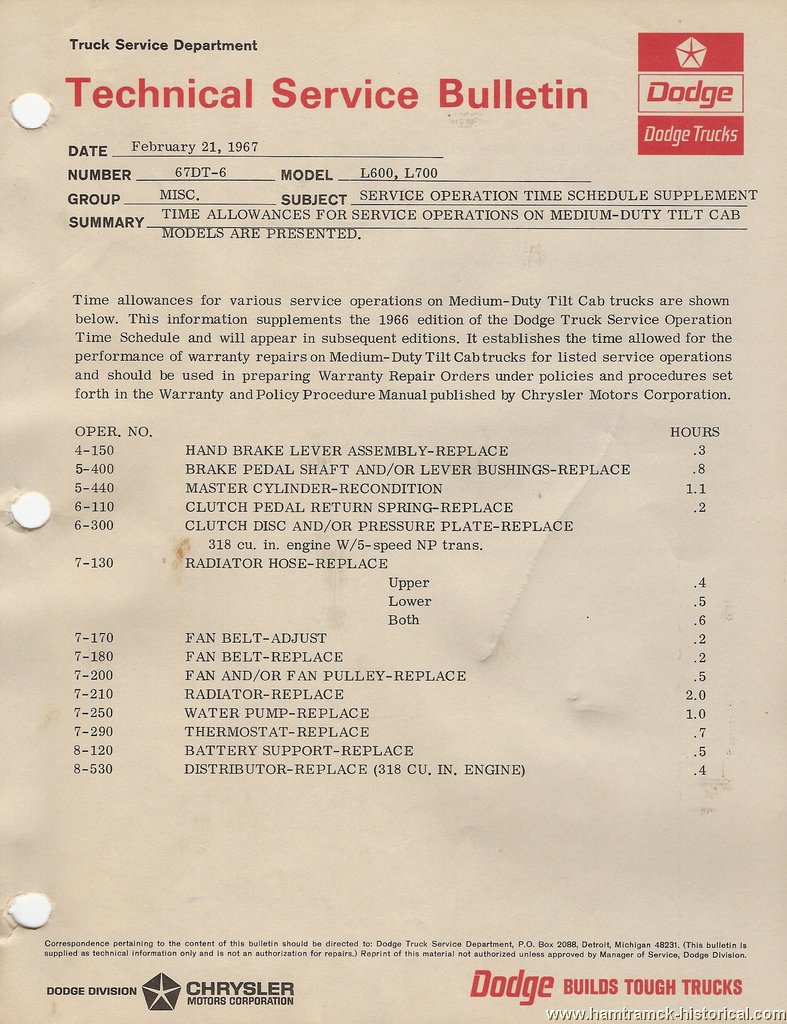 Truck Service Department
Technical Service Bulletin
Dodge
Dodge Trucks
DATE February 21, 1967
NUMBER 67DT-6 MODEL L600, L700
GROUP MISC. SUBJECT SERVICE OPERATION TIME SCHEDULE SUPPLEMENT
SUMMARY TIME ALLOWANCES FOR SERVICE OPERATIONS ON MEDIUM-DUTY TILT CAB
MODELS ARE PRESENTED.
Time allowances for various service operations on Medium-Duty Tilt Cab trucks are shown
below. This information supplements the 1966 edition of the Dodge Truck Service Operation
Time Schedule and will appear in subsequent editions. It establishes the time allowed for the
performance of warranty repairs on Medium-Duty Tilt Cab trucks for listed service operations
and should be used in preparing Warranty Repair Orders under policies and procedures set
forth in the Warranty and Policy Procedure Manual published by Chrysler Motors Corporation.
OPER. NO. HOURS
4-150 HAND BRAKE LEVER ASSEMBLY-REPLACE .3
5-400 BRAKE PEDAL SHAFT AND/OR LEVER BUSHINGS-REPLACE .8
5-440 MASTER CYLINDER-RECONDITION 1.1
6-110 CLUTCH PEDAL RETURN SPRING-REPLACE .2
6-300 CLUTCH DISC AND/OR PRESSURE PLATE-REPLACE
318 cu. in. engine W/5-speed NP trans.
7-130 RADIATOR HOSE-REPLACE
Upper .4
Lower .5
Both .6
7-170 FAN BELT-ADJUST .2
7-180 FAN BELT-REPLACE .2
7-200 FAN AND/OR FAN PULLEY-REPLACE .5
7-210 RADIATOR-REPLACE 2.0
7-250 WATER PUMP-REPLACE 1.0
7-290 THERMOSTAT-REPLACE .7
8-120 BATTERY SUPPORT-REPLACE .5
8-530 DISTRIBUTOR-REPLACE (318 CU. IN. ENGINE) .4
Correspondence pertaining to the content of this bulletin should be directed to: Dodge Truck Service Department, P.O. Box 2088, Detroit, Michigan 48231. (This bulletin is
supplied as technical information only and is not an authorization for repairs.) Reprint of this material not authorized unless approved by Manager of Service, Dodge Division.
DODGE DIVISION CHRYSLER
MOTORS CORPORATION
Dodge BUILDS TOUGH TRUCKS
www.hamtramck-historical.com